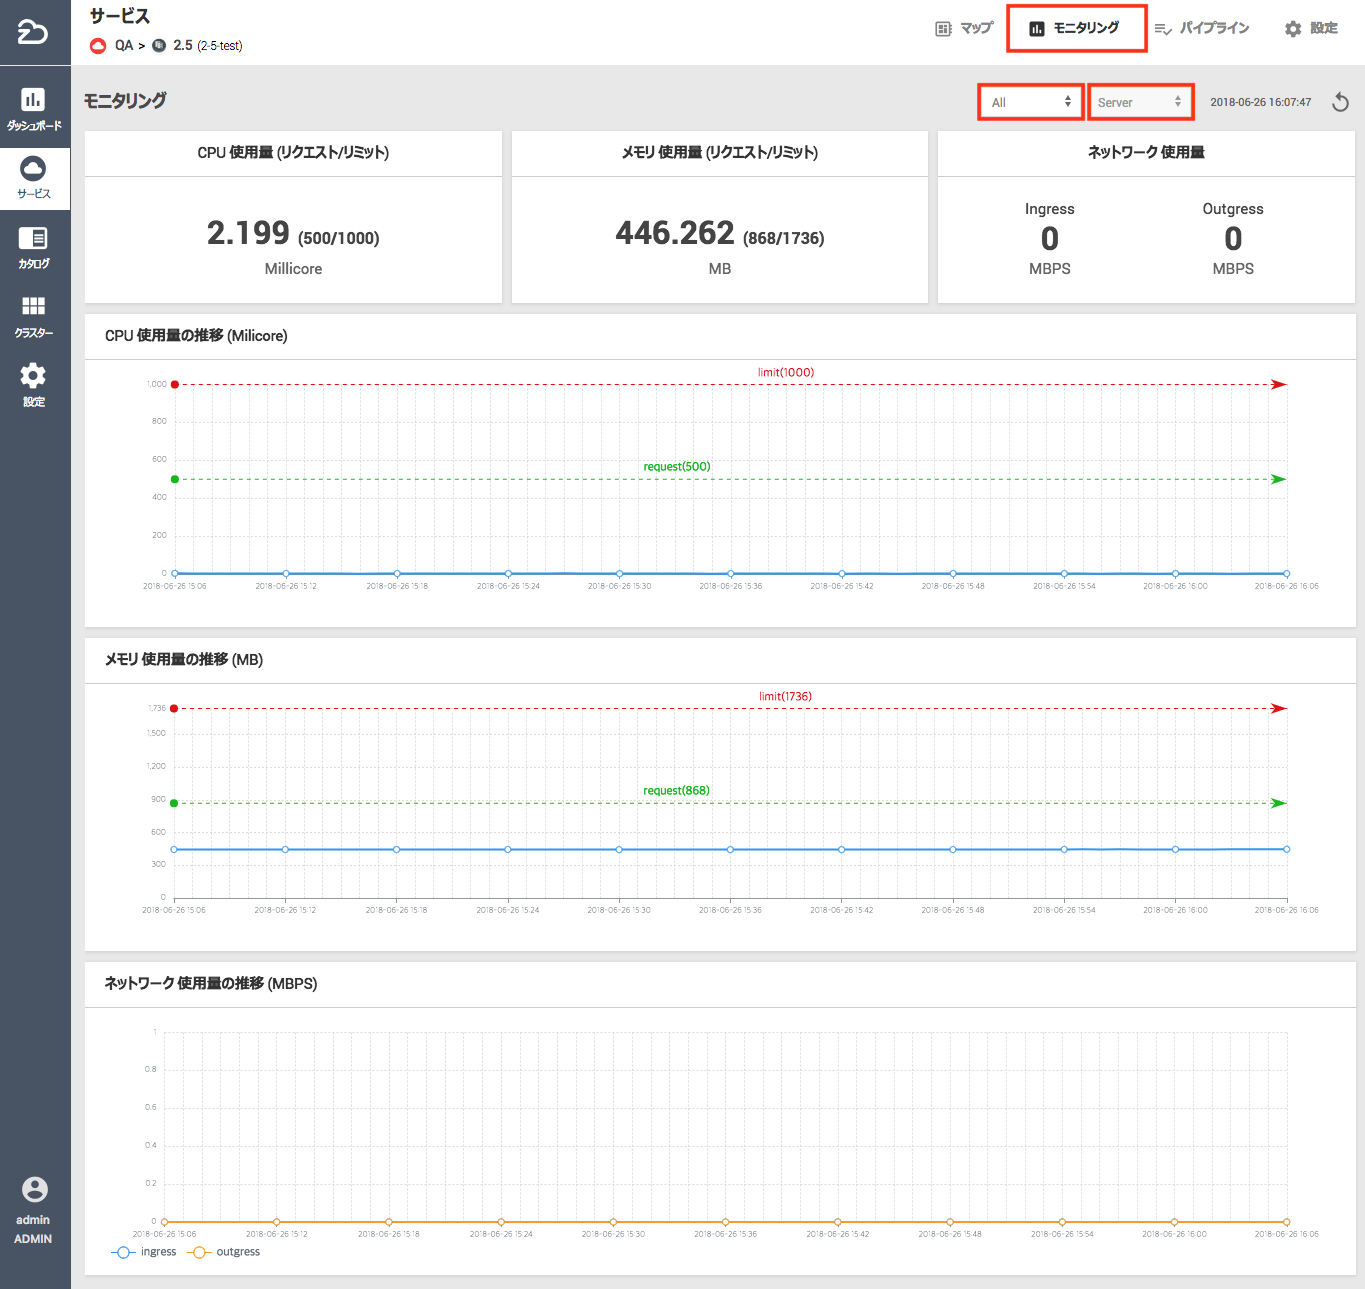 サービス
QA > 2.5 (2-5-test)
マップ
モニタリング
パイプライン
設定
ダッシュボード
サービス
カタログ
クラスター
設定
admin
ADMIN
モニタリング
All
Server
2018-06-26 16:07:47
CPU 使用量 (リクエスト/リミット)
2.199 (500/1000)
Millicore
メモリ 使用量 (リクエスト/リミット)
446.262 (868/1736)
MB
ネットワーク 使用量
Ingress
0
MBPS
Outgress
0
MBPS
CPU 使用量の推移 (Milicore)
limit(1000)
1,000
800
request(500)
600
400
200
0
2018-06-26 15:06 2018-06-26 15:12 2018-06-26 15:18 2018-06-26 15:24 2018-06-26 15:30 2018-06-26 15:36 2018-06-26 15:42 2018-06-26 15:48 2018-06-26 15:54 2018-06-26 16:00 2018-06-26 16:06
メモリ 使用量の推移 (MB)
limit(1736)
1,736
1,500
1,200
request(868)
900
600
300
0
2018-06-26 15:06 2018-06-26 15:12 2018-06-26 15:18 2018-06-26 15:24 2018-06-26 15:30 2018-06-26 15:36 2018-06-26 15:42 2018-06-26 15:48 2018-06-26 15:54 2018-06-26 16:00 2018-06-26 16:06
ネットワーク 使用量の推移 (MBPS)
1
0.8
0.6
0.4
0.2
0
2018-06-26 15:06 2018-06-26 15:12 2018-06-26 15:18 2018-06-26 15:24 2018-06-26 15:30 2018-06-26 15:36 2018-06-26 15:42 2018-06-26 15:48 2018-06-26 15:54 2018-06-26 16:00 2018-06-26 16:06
ingress outgress